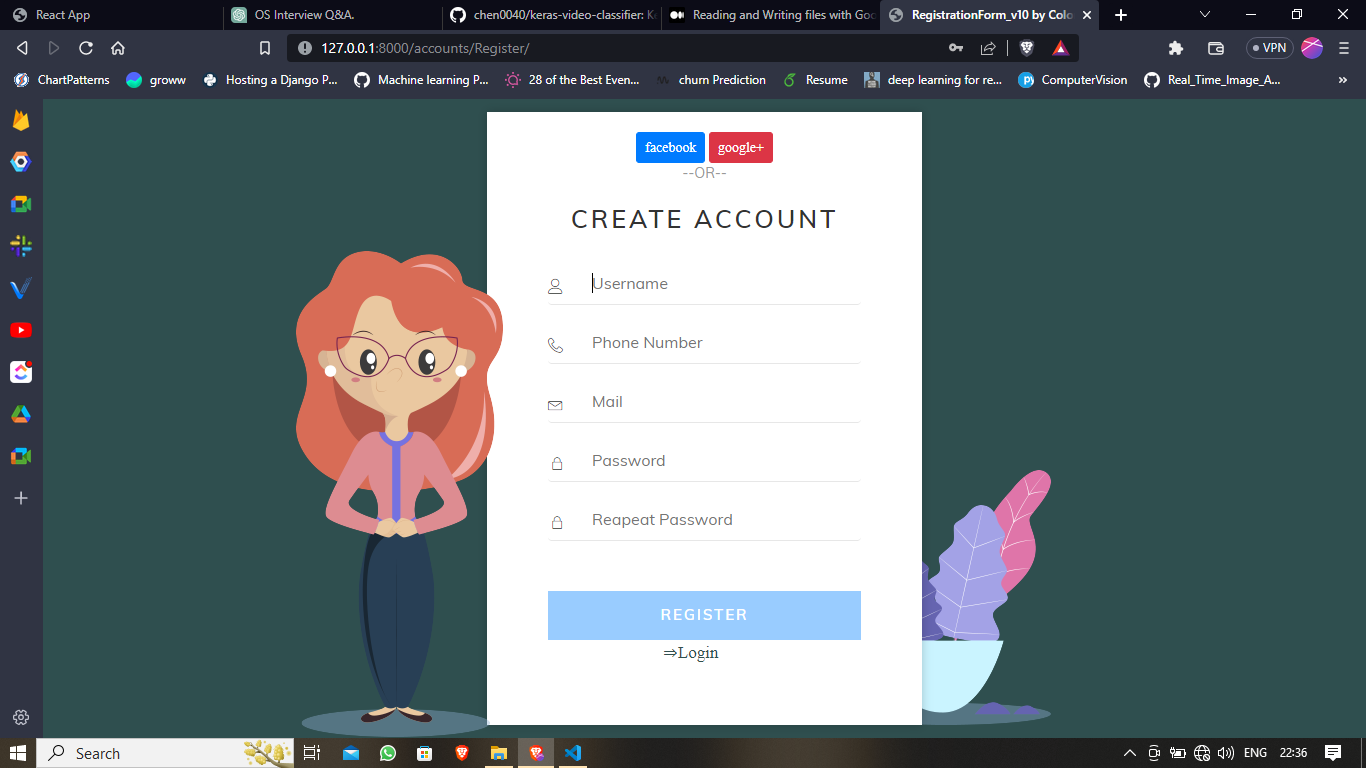 React App
OS Interview Q&A.
chen0040/keras-video-classifier: Ke
Reading and Writing files with Goo
RegistrationForm_v10 by Colo
127.0.0.1:8000/accounts/Register/
VPN
ChartPatterns
groww
Hosting a Django P...
Machine learning P...
28 of the Best Even...
churn Prediction
Resume
deep learning for re...
ComputerVision
Real_Time_Image_A...
facebook
google+
--OR--
CREATE ACCOUNT
Username
Phone Number
Mail
Password
Reapeat Password
REGISTER
⇒Login
Search
ENG
22:36